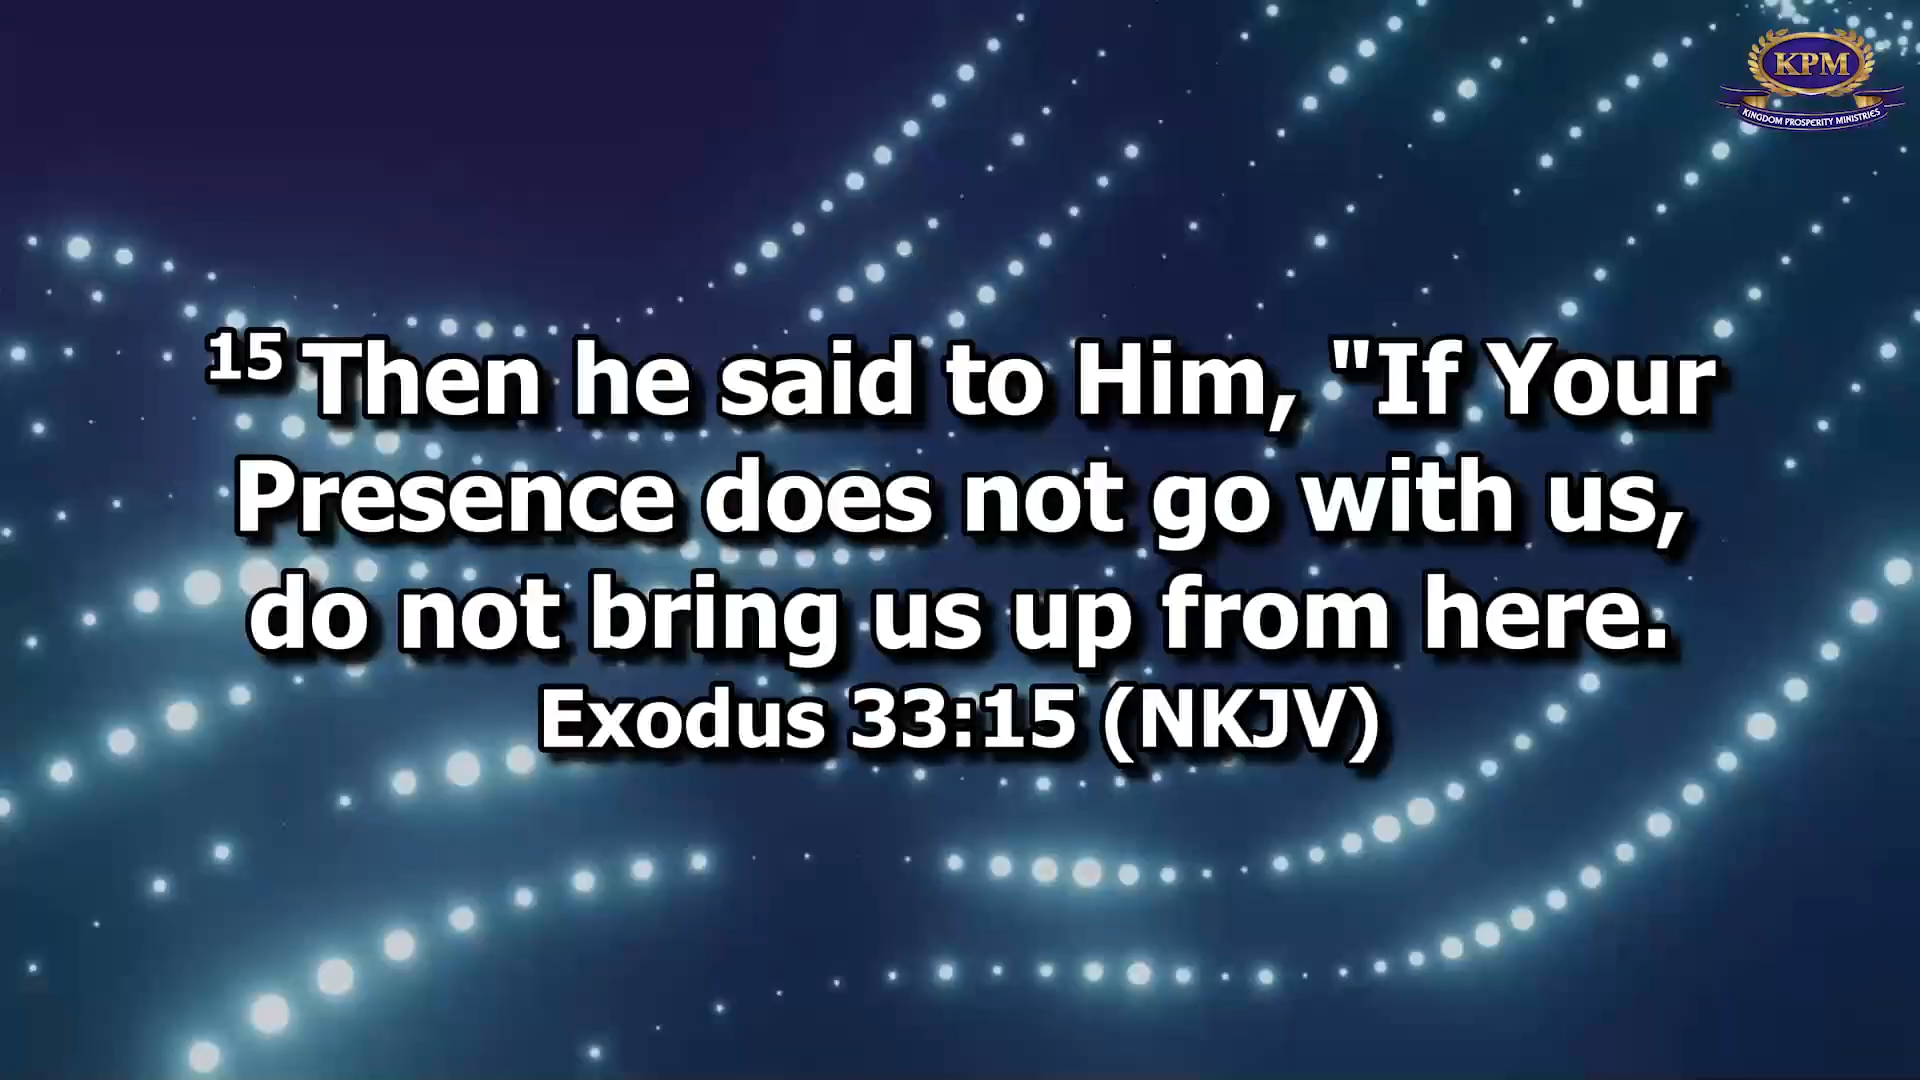 KPM
KINGDOM PROSPERITY MINISTRIES
15 Then he said to Him, "If Your
Presence does not go with us,
do not bring us up from here.
Exodus 33:15 (NKJV)